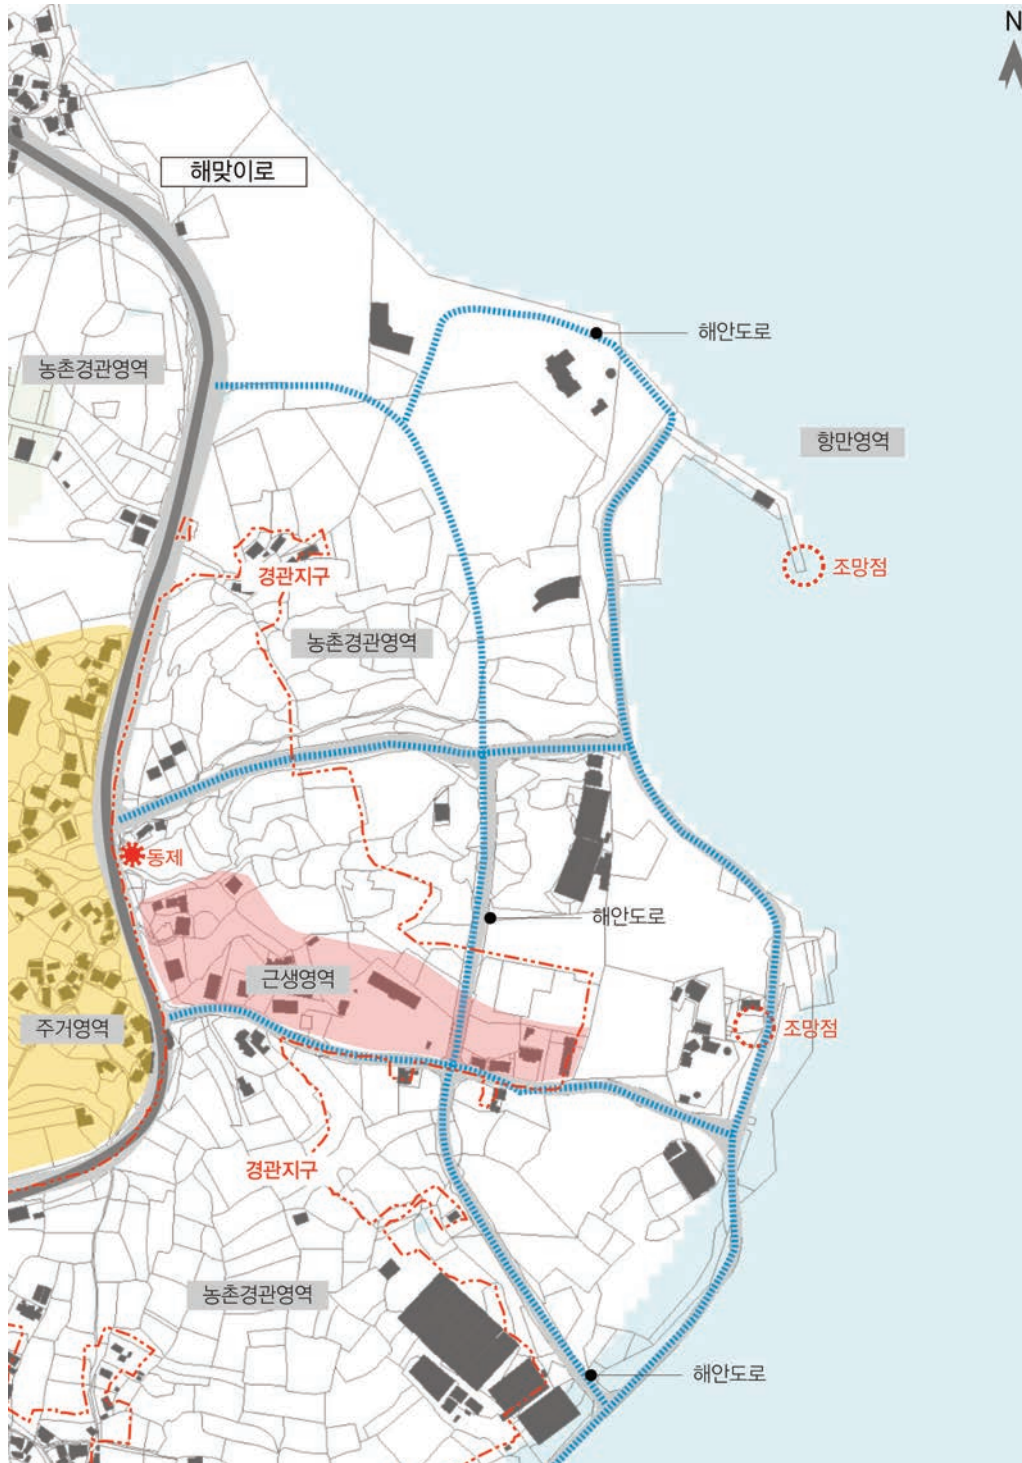 N
해맞이로
해안도로
농촌경관영역
항만영역
조망점
경관지구
농촌경관영역
동제
해안도로
근생영역
주거영역
조망점
경관지구
농촌경관영역
해안도로